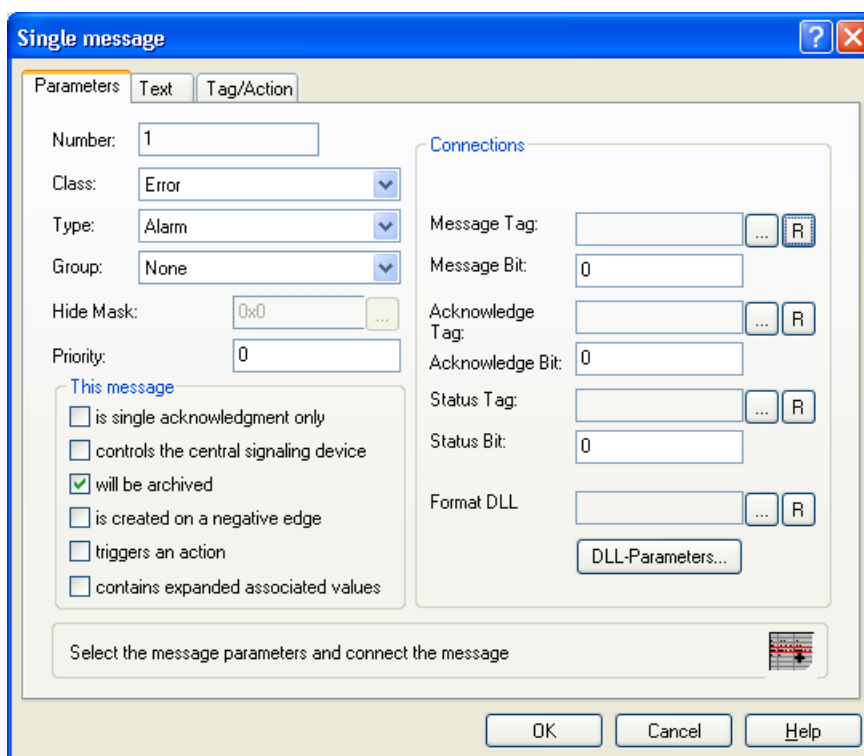 Single message
?
Parameters Text Tag/Action
Number: 1
Class: Error
Type: Alarm
Group: None
Hide Mask: 0x0 ...
Priority: 0
This message
is single acknowledgment only
controls the central signaling device
will be archived
is created on a negative edge
triggers an action
contains expanded associated values
Connections
Message Tag: ... R
Message Bit: 0
Acknowledge
Tag: ... R
Acknowledge Bit: 0
Status Tag: ... R
Status Bit: 0
Format DLL ... R
DLL-Parameters...
Select the message parameters and connect the message
OK Cancel Help